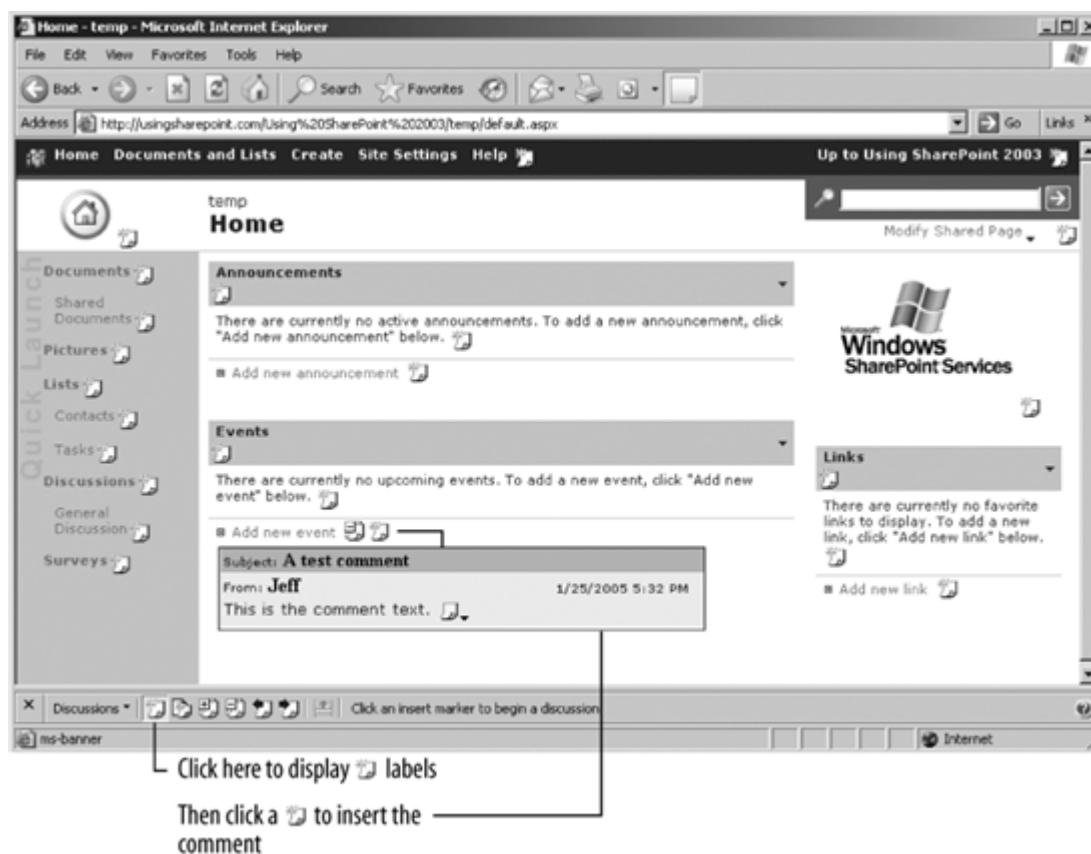 Home - temp - Microsoft Internet Explorer
File Edit View Favorites Tools Help
Back Search Favorites
Address http://usingsharepoint.com/Using%20SharePoint%202003/temp/default.aspx Go Links
Home Documents and Lists Create Site Settings Help Up to Using SharePoint 2003
temp
Home
Modify Shared Page
Quick Launch
Documents
Shared
Documents
Pictures
Lists
Contacts
Tasks
Discussions
General
Discussion
Surveys
Announcements
There are currently no active announcements. To add a new announcement, click
"Add new announcement" below.
Add new announcement
Events
There are currently no upcoming events. To add a new event, click "Add new
event" below.
Add new event
Subject: A test comment
From: Jeff 1/25/2005 5:32 PM
This is the comment text.
Microsoft
Windows
SharePoint Services
Links
There are currently no favorite
links to display. To add a new
link, click "Add new link" below.
Add new link
Discussions Click an insert marker to begin a discussion
ms-banner Internet
Click here to display labels
Then click a to insert the
comment